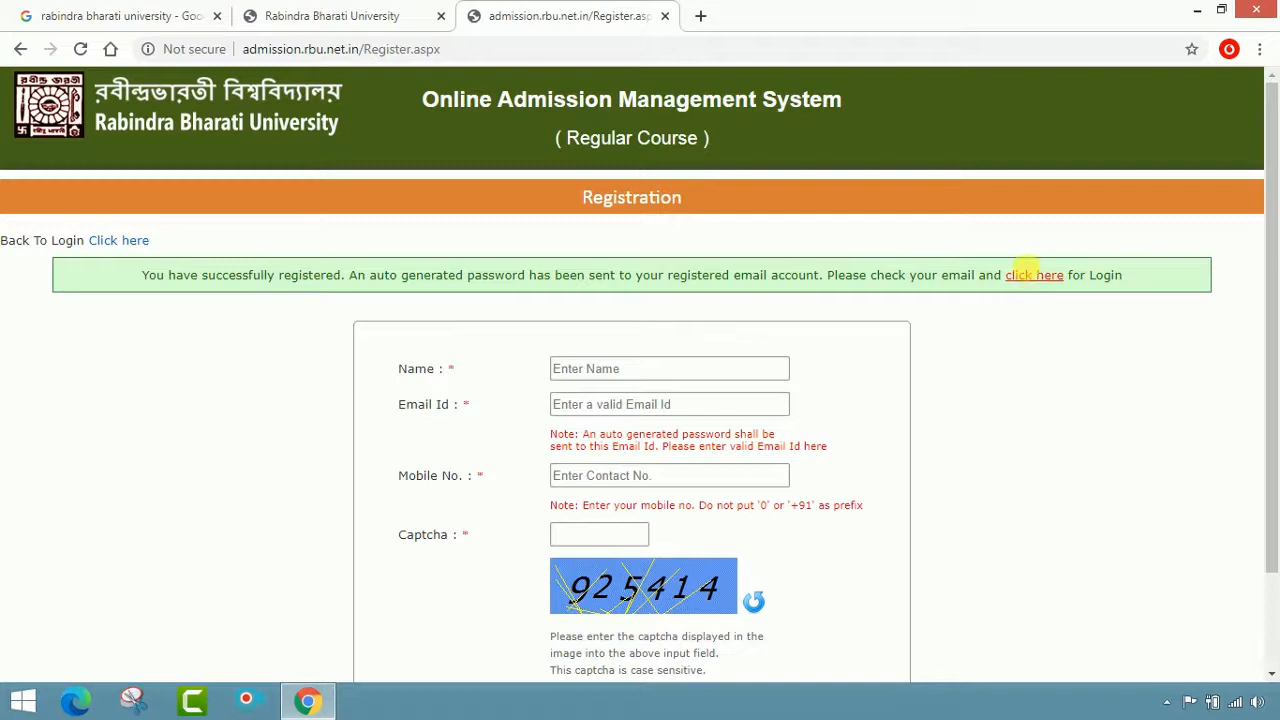 rabindra bharati university - Goo
Rabindra Bharati University
admission.rbu.net.in/Register.asp
Not secure
admission.rbu.net.in/Register.aspx
রবীন্দ্রভারতী বিশ্ববিদ্যালয়
Rabindra Bharati University
Online Admission Management System
( Regular Course )
Registration
Back To Login Click here
You have successfully registered. An auto generated password has been sent to your registered email account. Please check your email and click here for Login
Name : *
Enter Name
Email Id : *
Enter a valid Email Id
Note: An auto generated password shall be
sent to this Email Id. Please enter valid Email Id here
Mobile No. : *
Enter Contact No.
Note: Enter your mobile no. Do not put '0' or '+91' as prefix
Captcha : *
925414
Please enter the captcha displayed in the
image into the above input field.
This captcha is case sensitive.